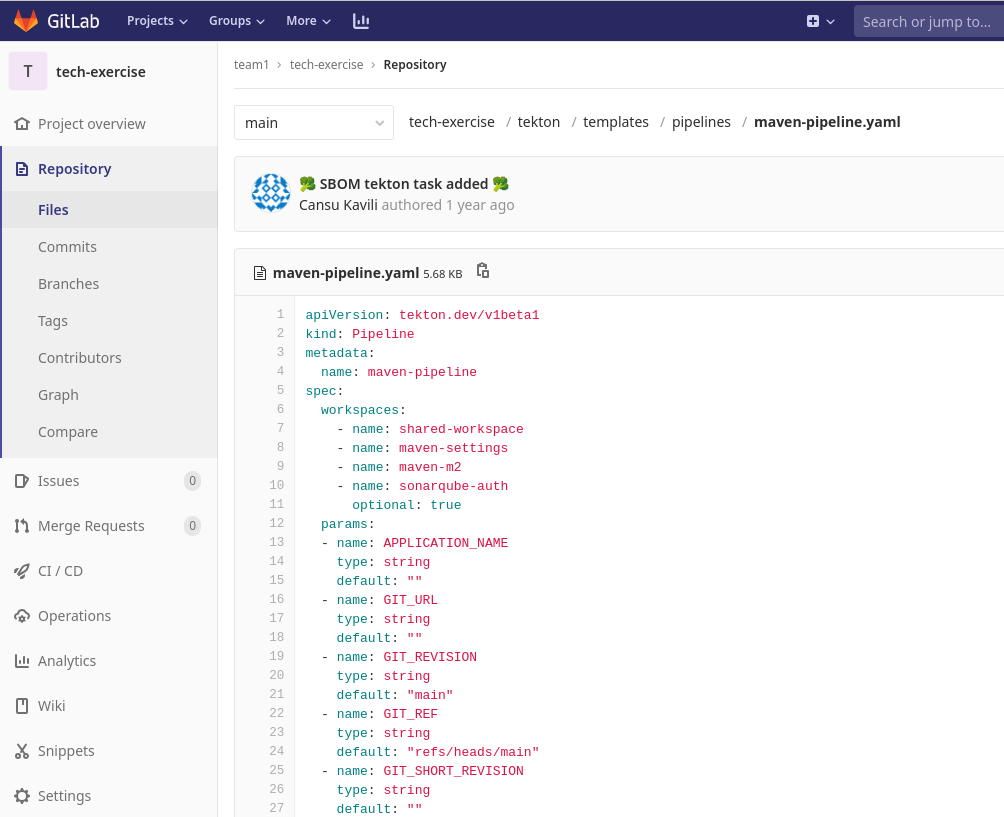 GitLab Projects Groups More Search or jump to...
T tech-exercise
Project overview
Repository
Files
Commits
Branches
Tags
Contributors
Graph
Compare
Issues 0
Merge Requests 0
CI / CD
Operations
Analytics
Wiki
Snippets
Settings
team1 › tech-exercise › Repository
main
tech-exercise / tekton / templates / pipelines / maven-pipeline.yaml
🥦 SBOM tekton task added 🥦
Cansu Kavili authored 1 year ago
maven-pipeline.yaml 5.68 KB
1 apiVersion: tekton.dev/v1beta1
2 kind: Pipeline
3 metadata:
4   name: maven-pipeline
5 spec:
6   workspaces:
7     - name: shared-workspace
8     - name: maven-settings
9     - name: maven-m2
10     - name: sonarqube-auth
11       optional: true
12   params:
13   - name: APPLICATION_NAME
14     type: string
15     default: ""
16   - name: GIT_URL
17     type: string
18     default: ""
19   - name: GIT_REVISION
20     type: string
21     default: "main"
22   - name: GIT_REF
23     type: string
24     default: "refs/heads/main"
25   - name: GIT_SHORT_REVISION
26     type: string
27     default: ""